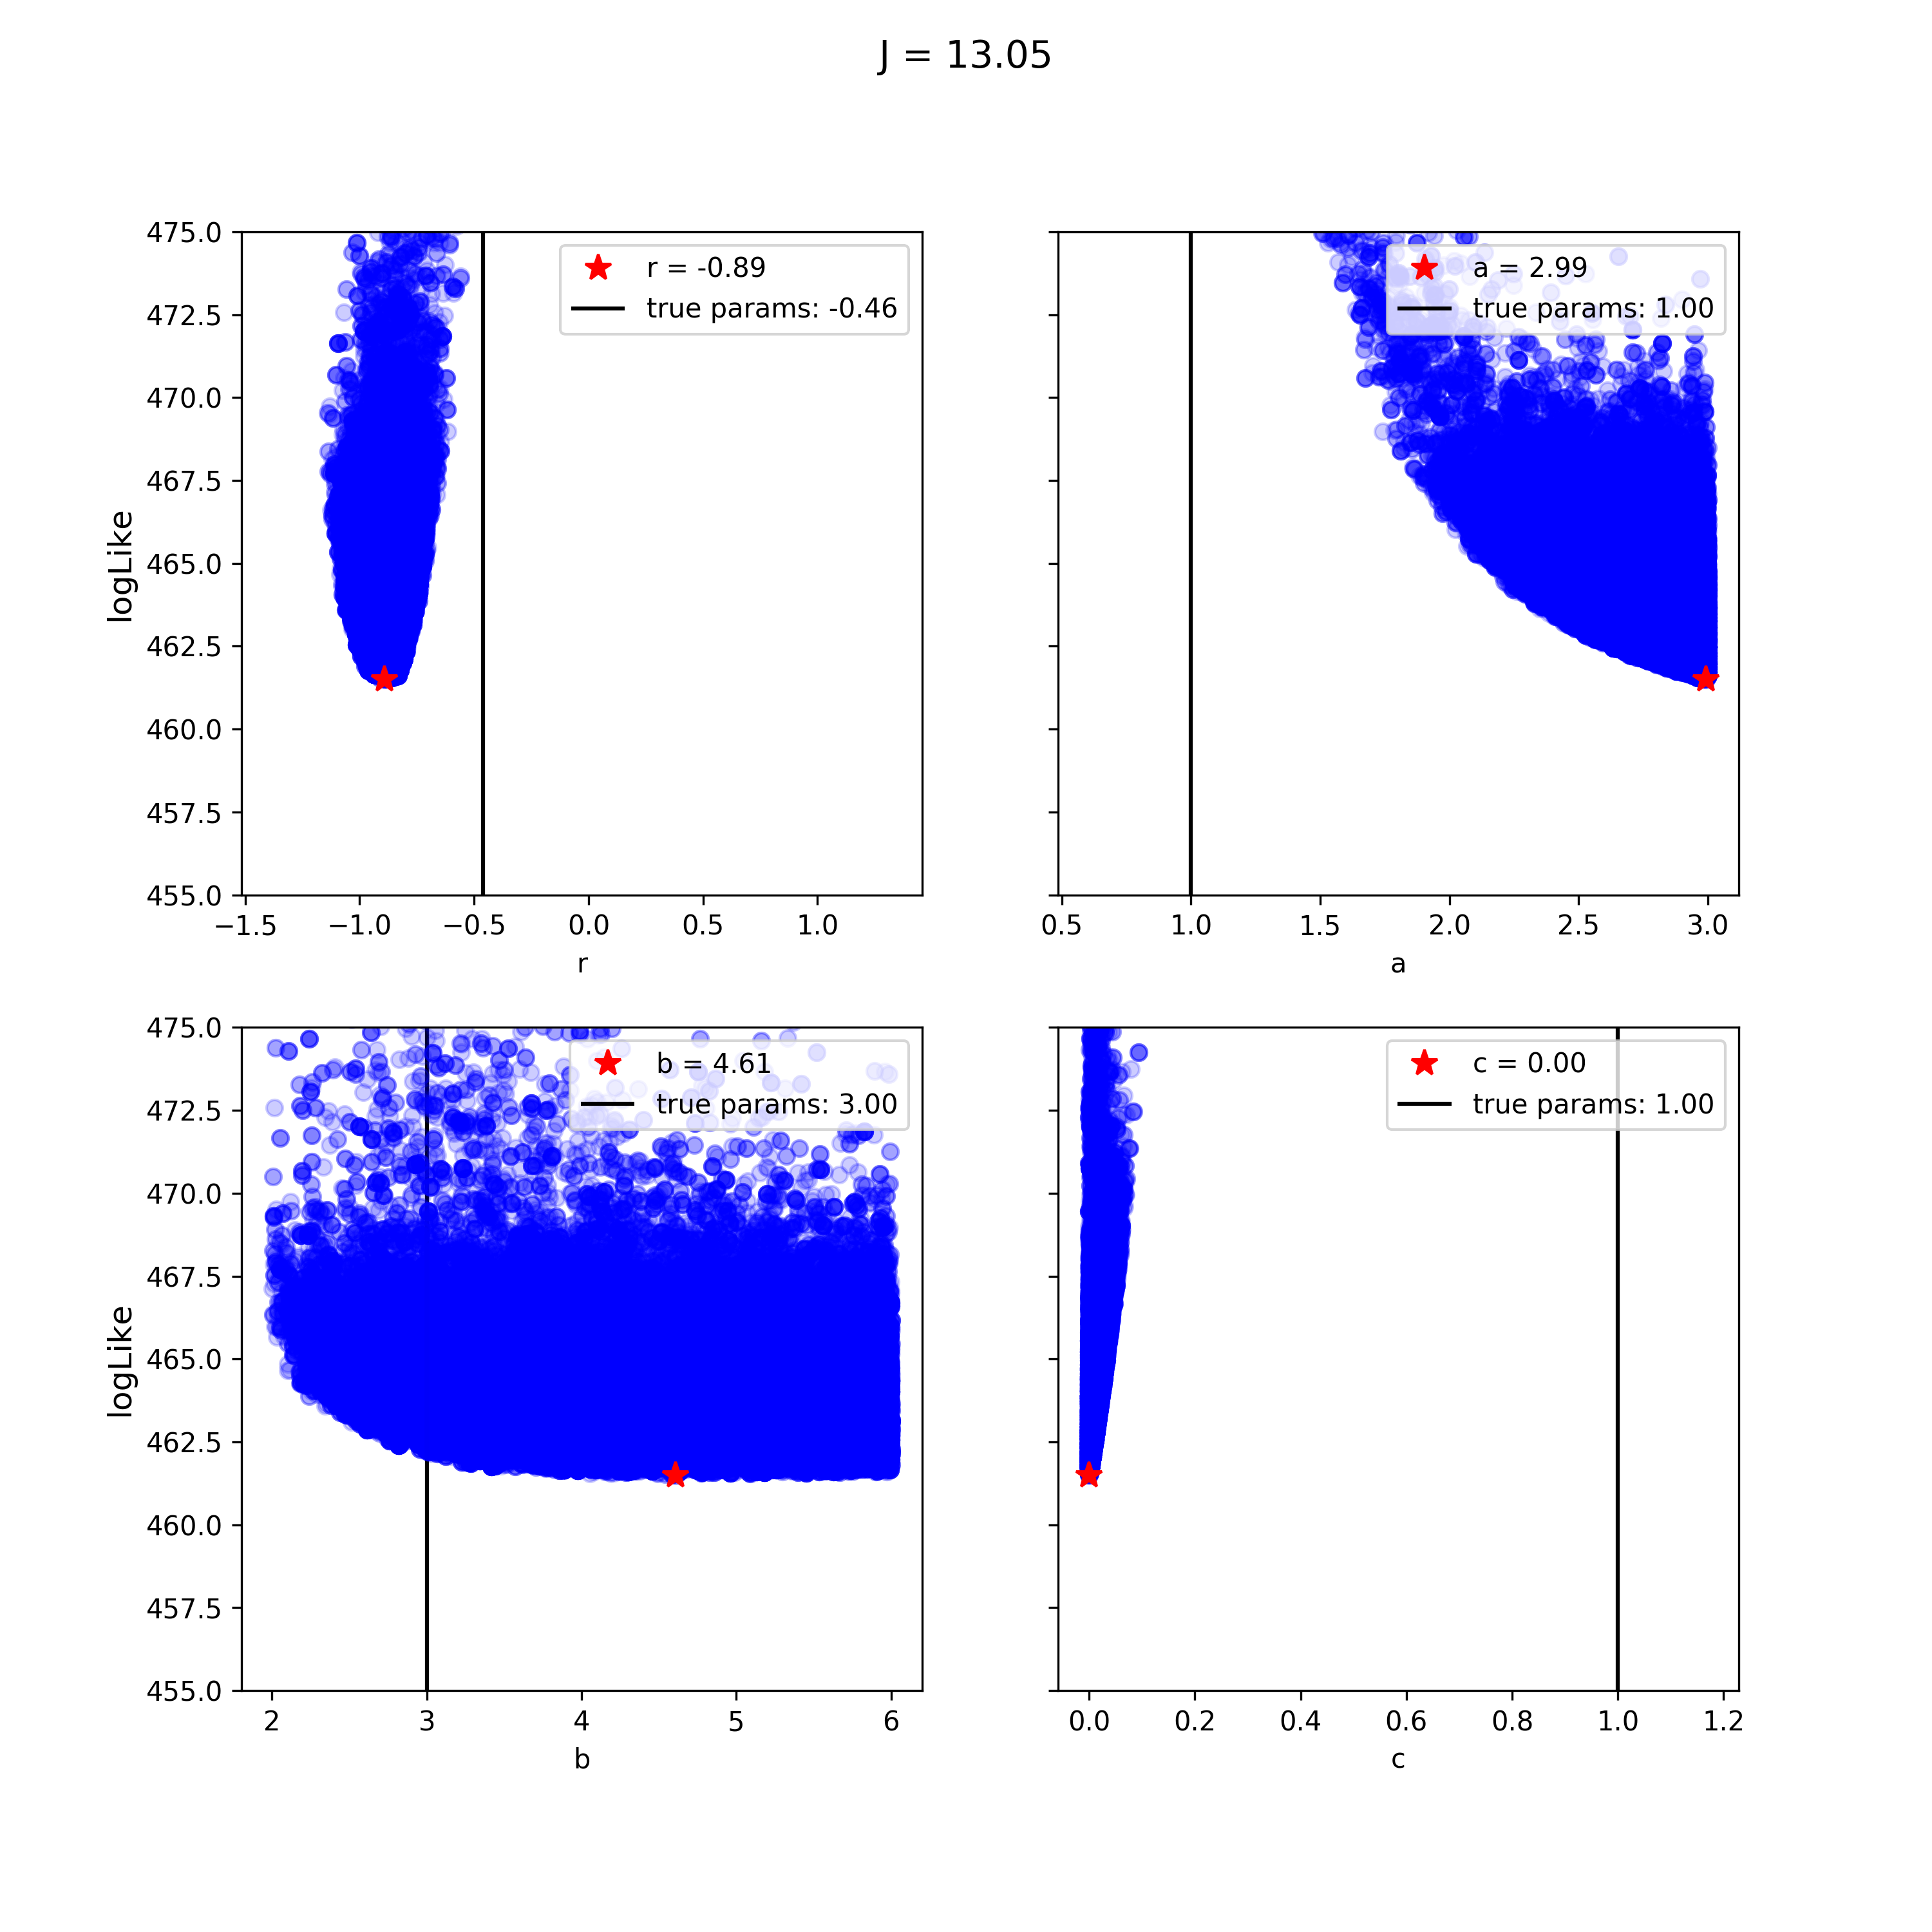 J = 13.05
475.0
472.5
470.0
467.5
465.0
462.5
460.0
457.5
455.0
logLike
r = -0.89
true params: -0.46
−1.5 −1.0 −0.5 0.0 0.5 1.0
r
a = 2.99
true params: 1.00
0.5 1.0 1.5 2.0 2.5 3.0
a
475.0
472.5
470.0
467.5
465.0
462.5
460.0
457.5
455.0
logLike
b = 4.61
true params: 3.00
2 3 4 5 6
b
c = 0.00
true params: 1.00
0.0 0.2 0.4 0.6 0.8 1.0 1.2
c